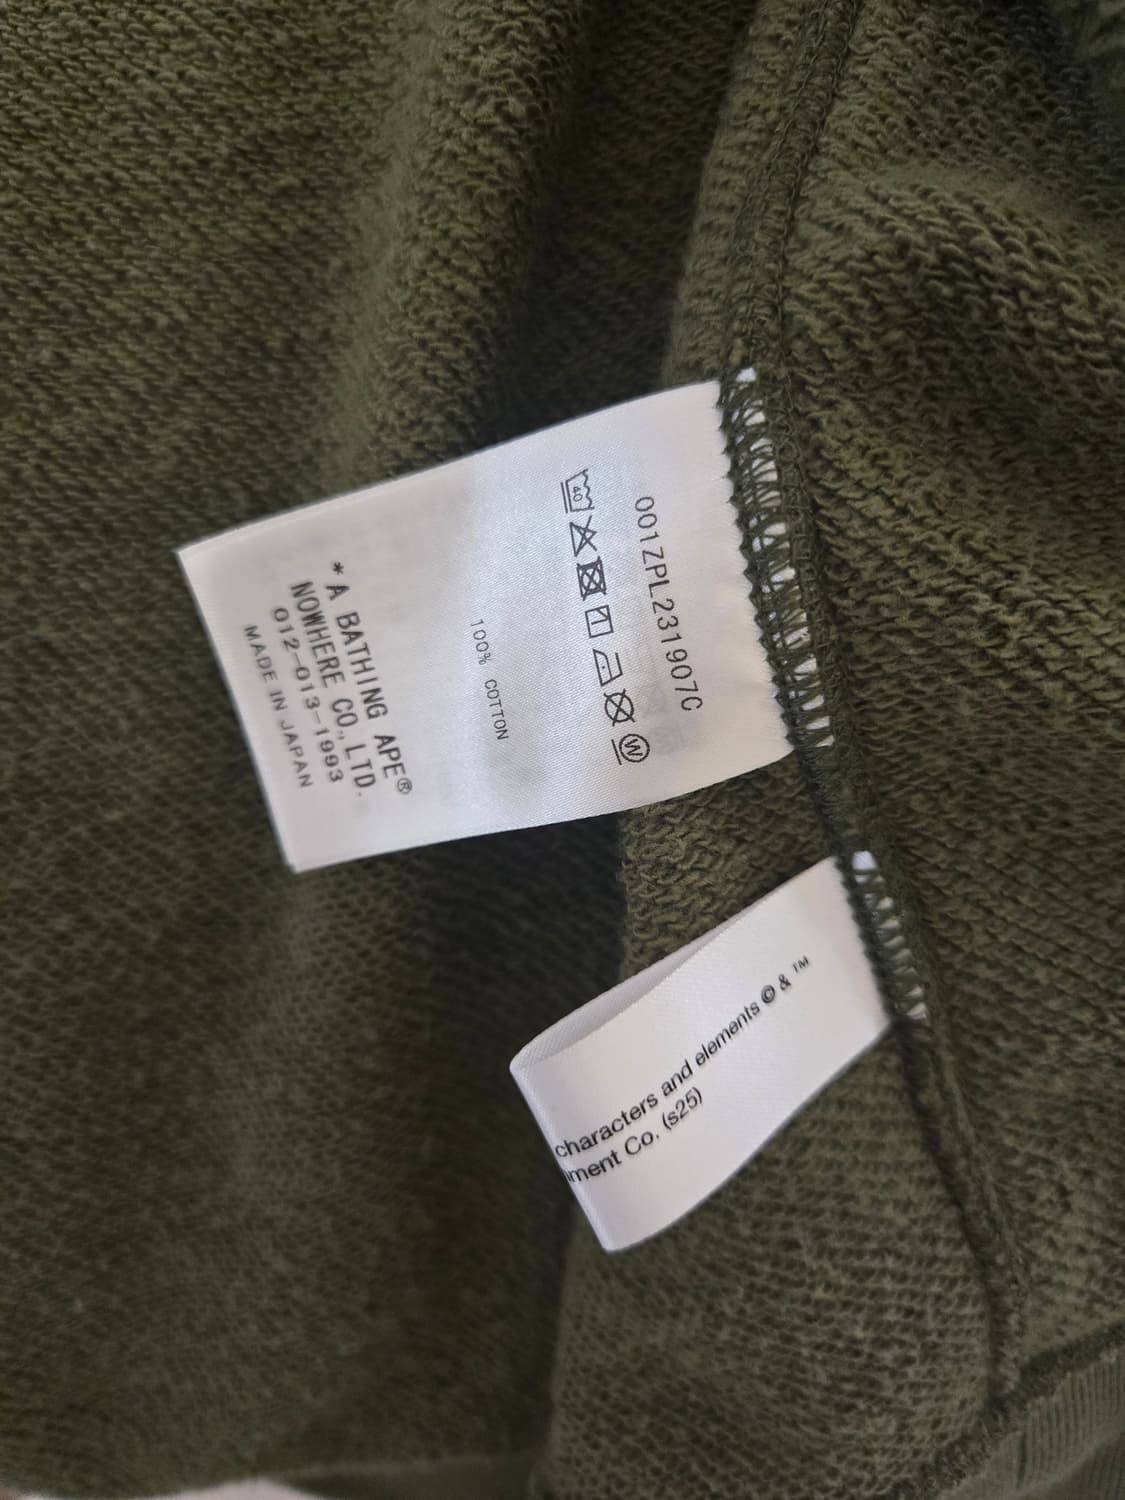 001ZPL231907C
40
W
100% COTTON
*A BATHING APE®
NOWHERE CO., LTD.
012-013-1993
MADE IN JAPAN
characters and elements © & ™
Co. (s25)